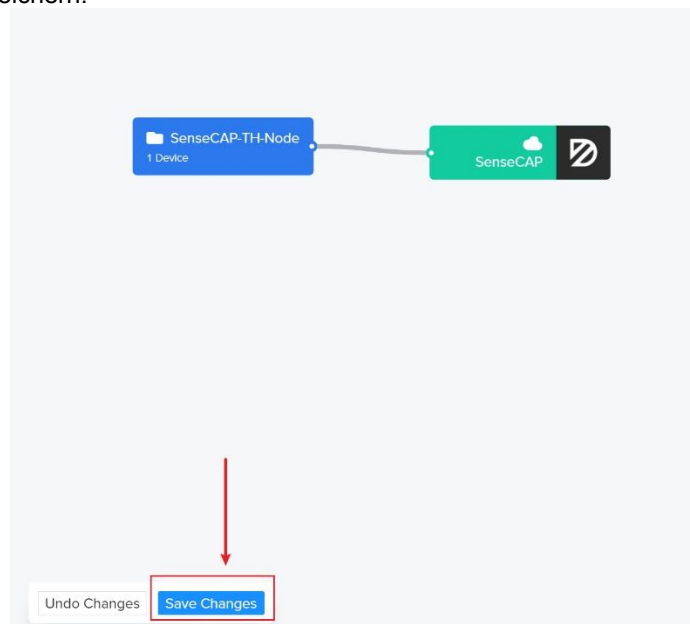 SenseCAP-TH-Node
1 Device
SenseCAP
Undo Changes
Save Changes